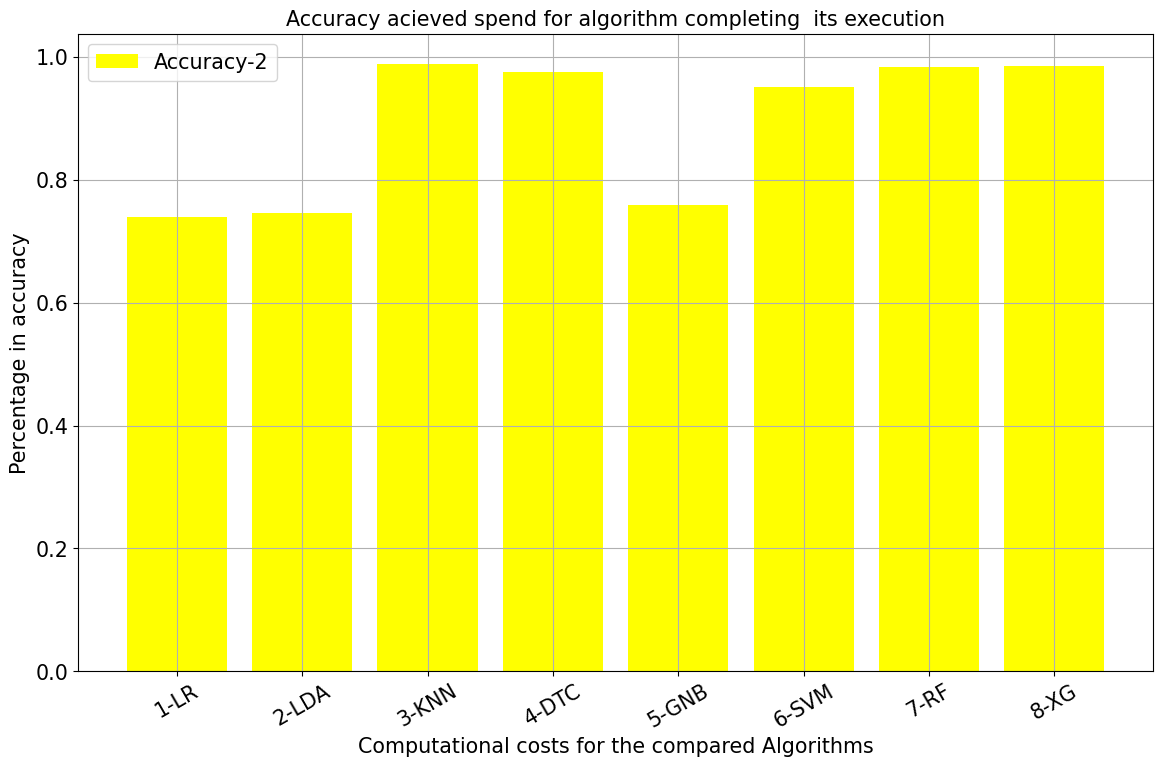 Accuracy acieved spend for algorithm completing  its execution
Accuracy-2
Percentage in accuracy
1.0
0.8
0.6
0.4
0.2
0.0
1-LR
2-LDA
3-KNN
4-DTC
5-GNB
6-SVM
7-RF
8-XG
Computational costs for the compared Algorithms